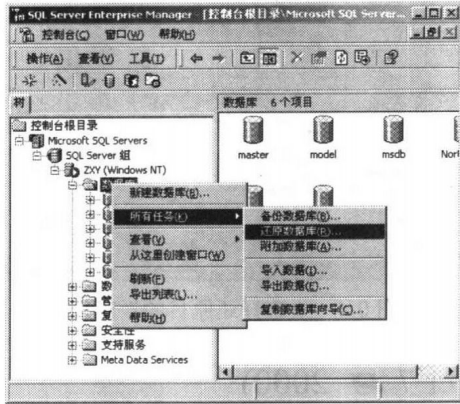 SQL Server Enterprise Manager - [控制台根目录\Microsoft SQL Server...
控制台(C) 窗口(W) 帮助(H)
操作(A) 查看(V) 工具(T)
树
数据库 6 个项目
控制台根目录
Microsoft SQL Servers
SQL Server 组
ZXY (Windows NT)
数据库
master
model
msdb
新建数据库(B)...
所有任务(K)
查看(V)
从这里创建窗口(W)
刷新(F)
导出列表(L)...
帮助(H)
备份数据库(B)...
还原数据库(R)...
附加数据库(A)...
导入数据(I)...
导出数据(E)...
复制数据库向导(C)...
数
管
复
安全性
支持服务
Meta Data Services